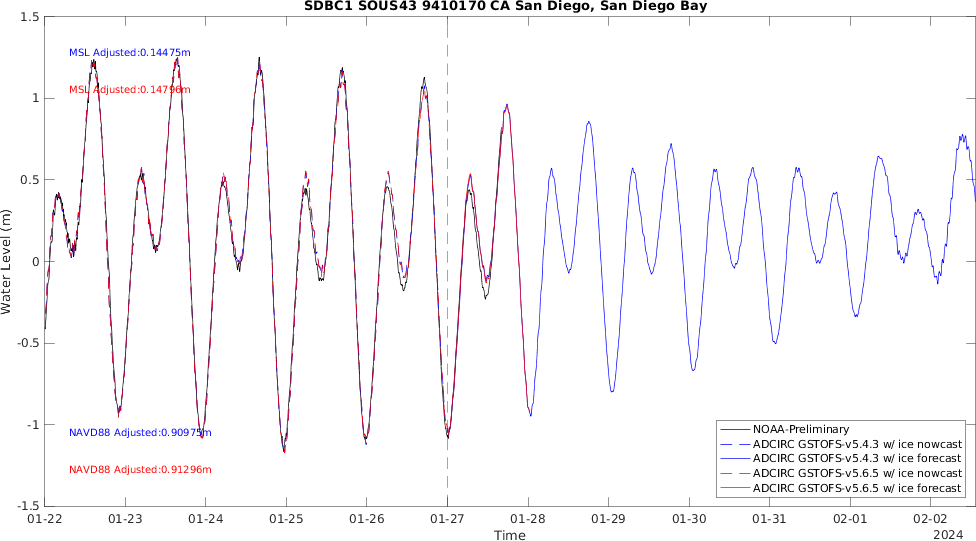 SDBC1 SOUS43 9410170 CA San Diego, San Diego Bay
1.5
MSL Adjusted:0.14475m
MSL Adjusted:0.14796m
1
0.5
0
-0.5
-1
-1.5
Water Level (m)
NAVD88 Adjusted:0.90975m
NAVD88 Adjusted:0.91296m
NOAA-Preliminary
ADCIRC GSTOFS-v5.4.3 w/ ice nowcast
ADCIRC GSTOFS-v5.4.3 w/ ice forecast
ADCIRC GSTOFS-v5.6.5 w/ ice nowcast
ADCIRC GSTOFS-v5.6.5 w/ ice forecast
01-22 01-23 01-24 01-25 01-26 01-27 01-28 01-29 01-30 01-31 02-01 02-02
Time
2024